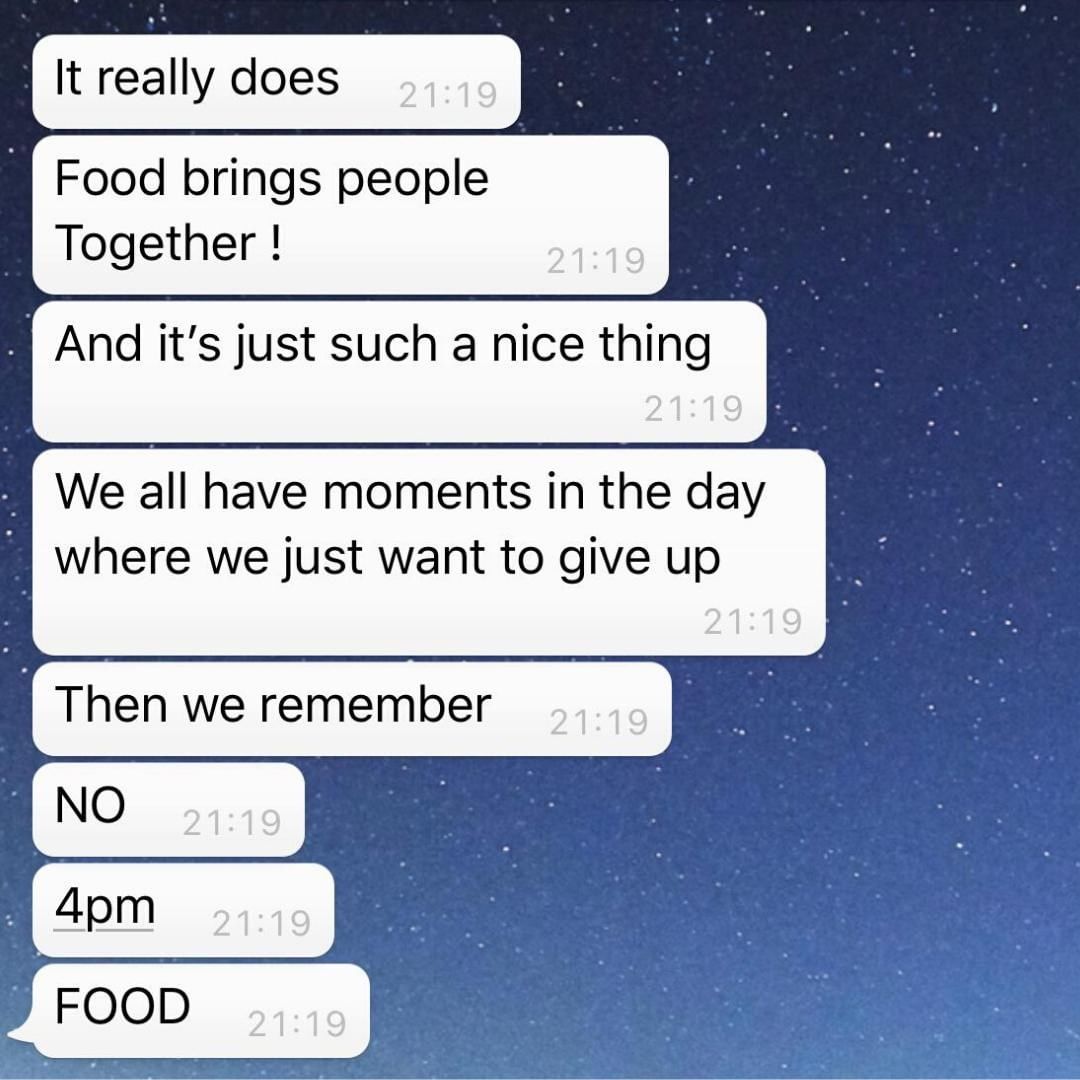 It really does 21:19
Food brings people
Together ! 21:19
And it’s just such a nice thing
21:19
We all have moments in the day
where we just want to give up
21:19
Then we remember 21:19
NO 21:19
4pm 21:19
FOOD 21:19